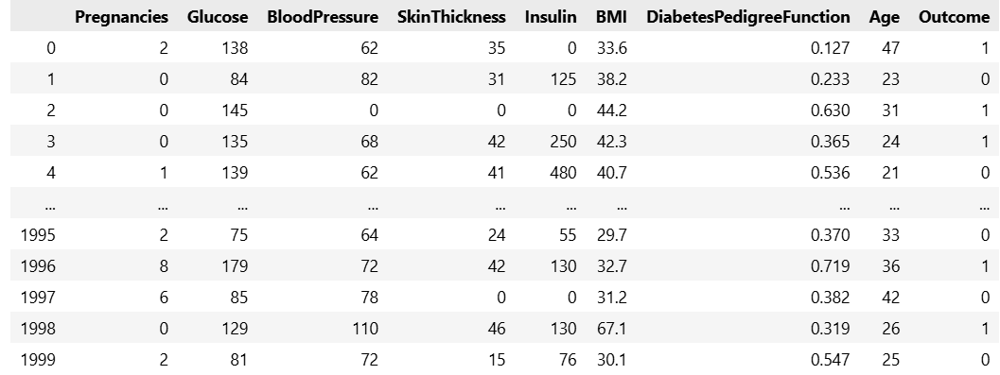 Pregnancies Glucose BloodPressure SkinThickness Insulin BMI DiabetesPedigreeFunction Age Outcome
0 2 138 62 35 0 33.6 0.127 47 1
1 0 84 82 31 125 38.2 0.233 23 0
2 0 145 0 0 0 44.2 0.630 31 1
3 0 135 68 42 250 42.3 0.365 24 1
4 1 139 62 41 480 40.7 0.536 21 0
... ... ... ... ... ... ... ... ... ...
1995 2 75 64 24 55 29.7 0.370 33 0
1996 8 179 72 42 130 32.7 0.719 36 1
1997 6 85 78 0 0 31.2 0.382 42 0
1998 0 129 110 46 130 67.1 0.319 26 1
1999 2 81 72 15 76 30.1 0.547 25 0